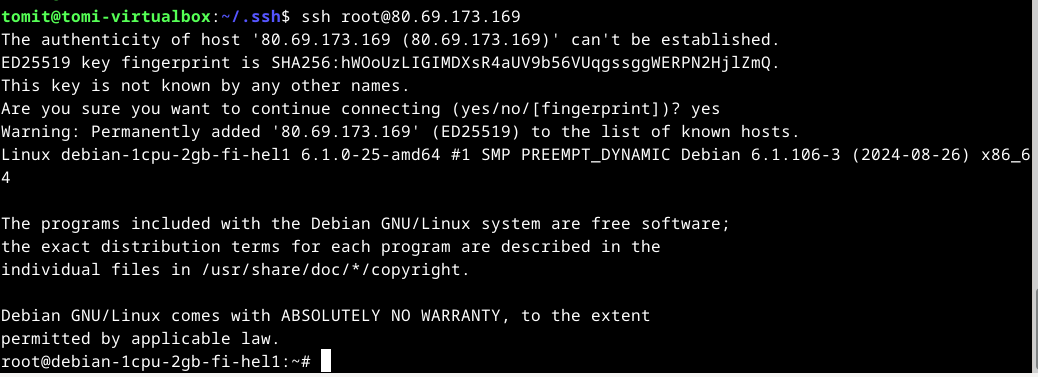 tomit@tomi-virtualbox:~/.ssh$ ssh root@80.69.173.169
The authenticity of host '80.69.173.169 (80.69.173.169)' can't be established.
ED25519 key fingerprint is SHA256:hWOoUzLIGIMDXsR4aUV9b56VUqgssggWERPN2HjlZmQ.
This key is not known by any other names.
Are you sure you want to continue connecting (yes/no/[fingerprint])? yes
Warning: Permanently added '80.69.173.169' (ED25519) to the list of known hosts.
Linux debian-1cpu-2gb-fi-hel1 6.1.0-25-amd64 #1 SMP PREEMPT_DYNAMIC Debian 6.1.106-3 (2024-08-26) x86_6
4
The programs included with the Debian GNU/Linux system are free software;
the exact distribution terms for each program are described in the
individual files in /usr/share/doc/*/copyright.
Debian GNU/Linux comes with ABSOLUTELY NO WARRANTY, to the extent
permitted by applicable law.
root@debian-1cpu-2gb-fi-hel1:~#